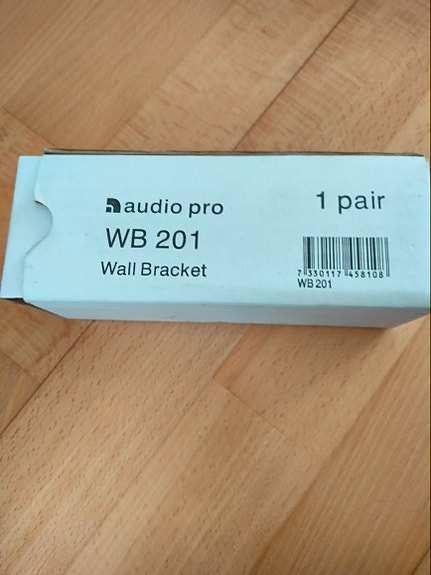 audio pro
1 pair
WB 201
Wall Bracket
7 330117 458108
WB 201